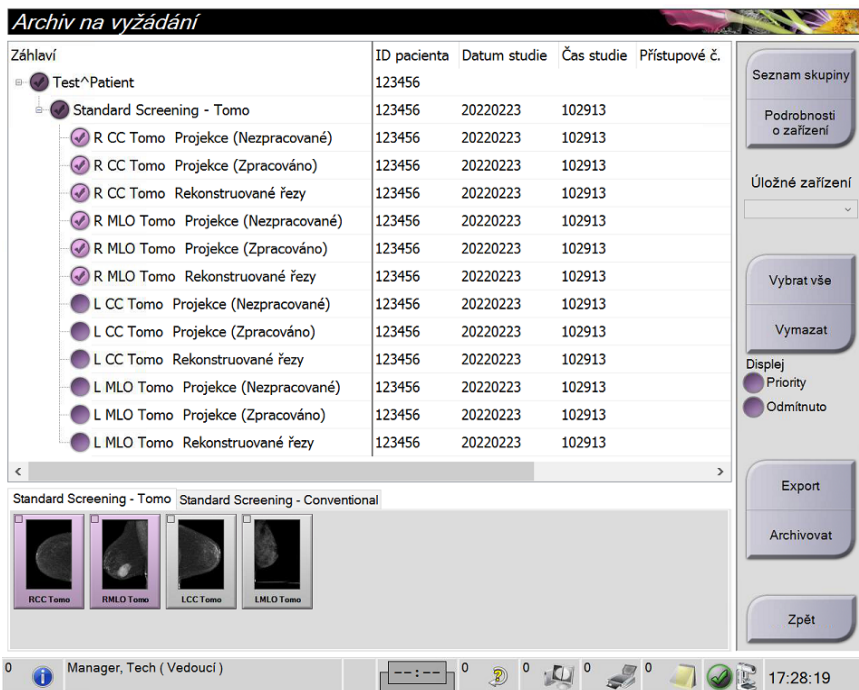 Archiv na vyžádání
Záhlaví ID pacienta Datum studie Čas studie Přístupové č.
Test^Patient 123456
Standard Screening - Tomo 123456 20220223 102913
R CC Tomo Projekce (Nezpracované) 123456 20220223 102913
R CC Tomo Projekce (Zpracováno) 123456 20220223 102913
R CC Tomo Rekonstruované řezy 123456 20220223 102913
R MLO Tomo Projekce (Nezpracované) 123456 20220223 102913
R MLO Tomo Projekce (Zpracováno) 123456 20220223 102913
R MLO Tomo Rekonstruované řezy 123456 20220223 102913
L CC Tomo Projekce (Nezpracované) 123456 20220223 102913
L CC Tomo Projekce (Zpracováno) 123456 20220223 102913
L CC Tomo Rekonstruované řezy 123456 20220223 102913
L MLO Tomo Projekce (Nezpracované) 123456 20220223 102913
L MLO Tomo Projekce (Zpracováno) 123456 20220223 102913
L MLO Tomo Rekonstruované řezy 123456 20220223 102913
Seznam skupiny
Podrobnosti
o zařízení
Úložné zařízení
Vybrat vše
Vymazat
Displej
Priority
Odmítnuto
Export
Archivovat
Zpět
Standard Screening - Tomo Standard Screening - Conventional
RCC Tomo RMLO Tomo LCC Tomo LMLO Tomo
0 Manager, Tech ( Vedoucí ) --:-- 0 0 0 0 17:28:19